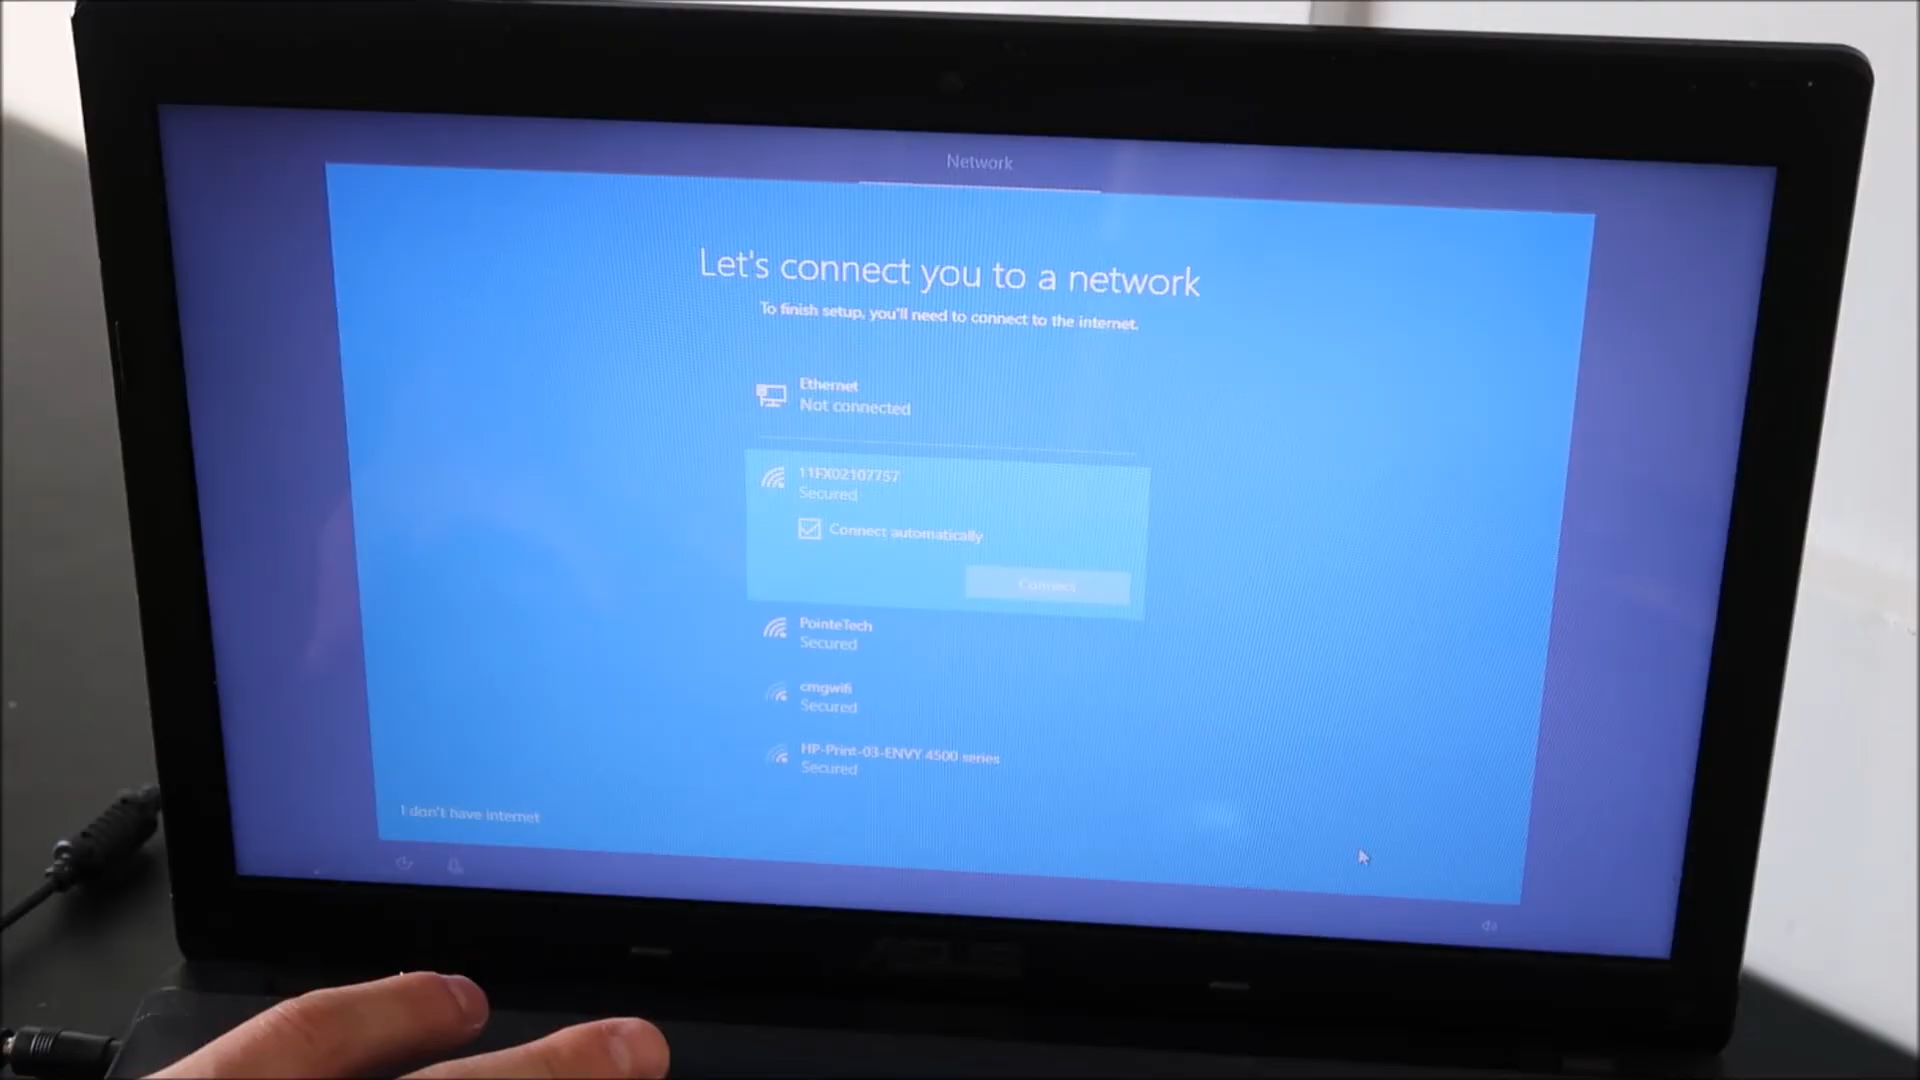 Network
Let's connect you to a network
To finish setup, you'll need to connect to the internet.
Ethernet
Not connected
11FX02107757
Secured
Connect automatically
Connect
PointeTech
Secured
cmgwifi
Secured
HP-Print-03-ENVY 4500 series
Secured
I don't have internet
ASUS